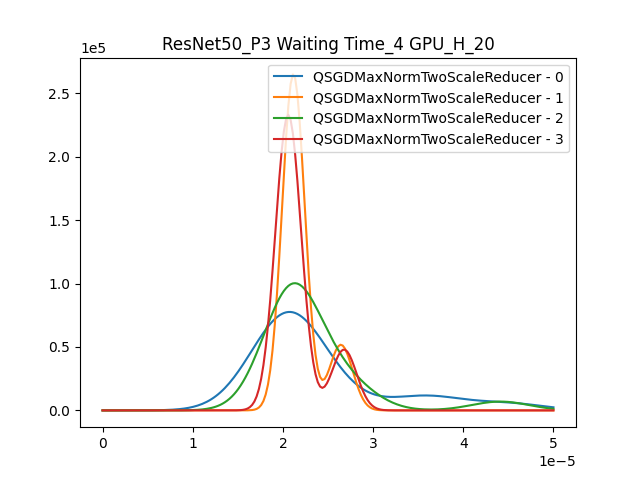 ResNet50_P3 Waiting Time_4 GPU_H_20
1e5
QSGDMaxNormTwoScaleReducer - 0
QSGDMaxNormTwoScaleReducer - 1
QSGDMaxNormTwoScaleReducer - 2
QSGDMaxNormTwoScaleReducer - 3
2.5
2.0
1.5
1.0
0.5
0.0
0 1 2 3 4 5
1e−5